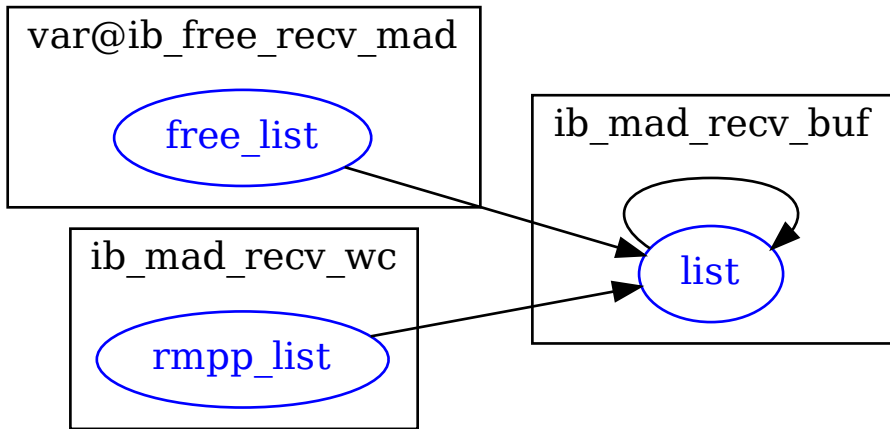 var@ib_free_recv_mad
free_list
ib_mad_recv_buf
list
ib_mad_recv_wc
rmpp_list